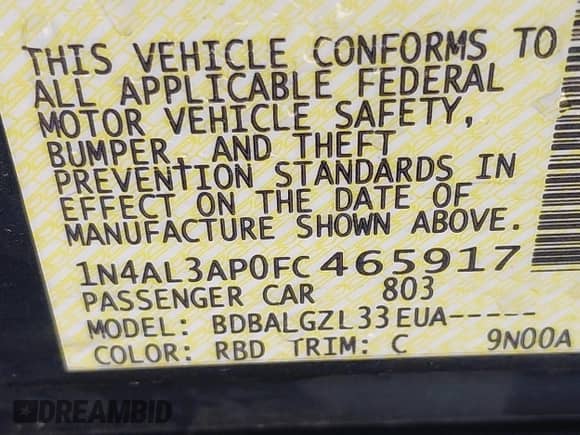 THIS VEHICLE CONFORMS TO
ALL APPLICABLE FEDERAL
MOTOR VEHICLE SAFETY,
BUMPER, AND THEFT
PREVENTION STANDARDS IN
EFFECT ON THE DATE OF
MANUFACTURE SHOWN ABOVE.
1N4AL3AP0FC465917
PASSENGER CAR 803
MODEL: BDBALGZL33EUA-----
COLOR: RBD TRIM: C 9N00A
DREAMBID